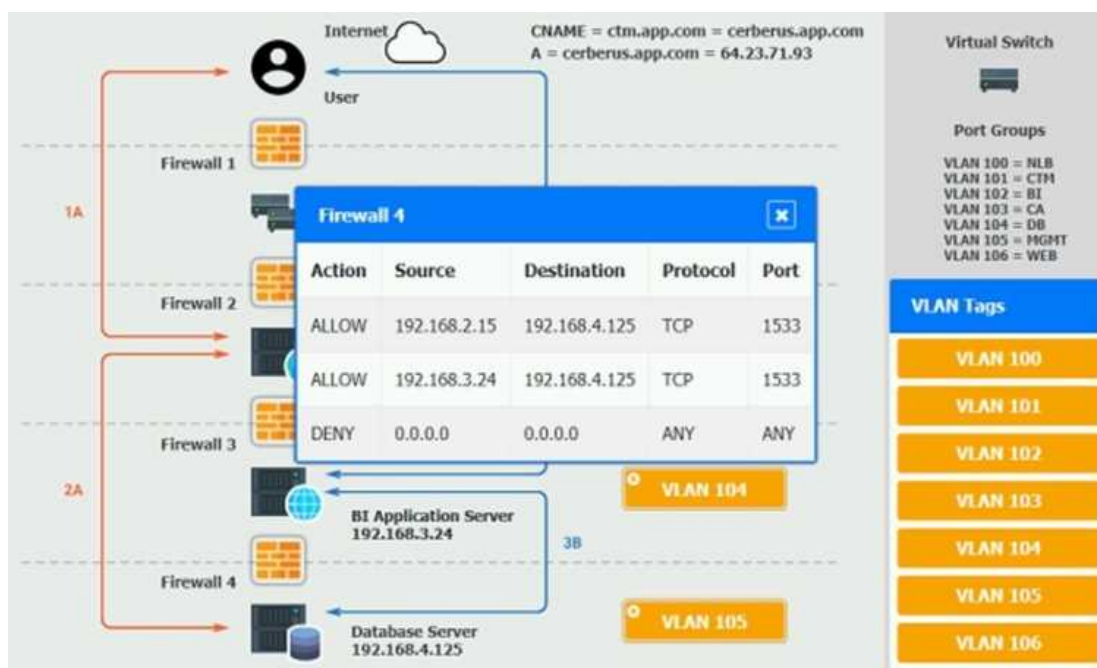 Internet
CNAME = ctm.app.com = cerberus.app.com
A = cerberus.app.com = 64.23.71.93
User
Firewall 1
1A
Firewall 2
Firewall 3
2A
BI Application Server
192.168.3.24
3B
Firewall 4
Database Server
192.168.4.125
VLAN 104
VLAN 105
Firewall 4
Action Source Destination Protocol Port
ALLOW 192.168.2.15 192.168.4.125 TCP 1533
ALLOW 192.168.3.24 192.168.4.125 TCP 1533
DENY 0.0.0.0 0.0.0.0 ANY ANY
Virtual Switch
Port Groups
VLAN 100 = NLB
VLAN 101 = CTM
VLAN 102 = BI
VLAN 103 = CA
VLAN 104 = DB
VLAN 105 = MGMT
VLAN 106 = WEB
VLAN Tags
VLAN 100
VLAN 101
VLAN 102
VLAN 103
VLAN 104
VLAN 105
VLAN 106